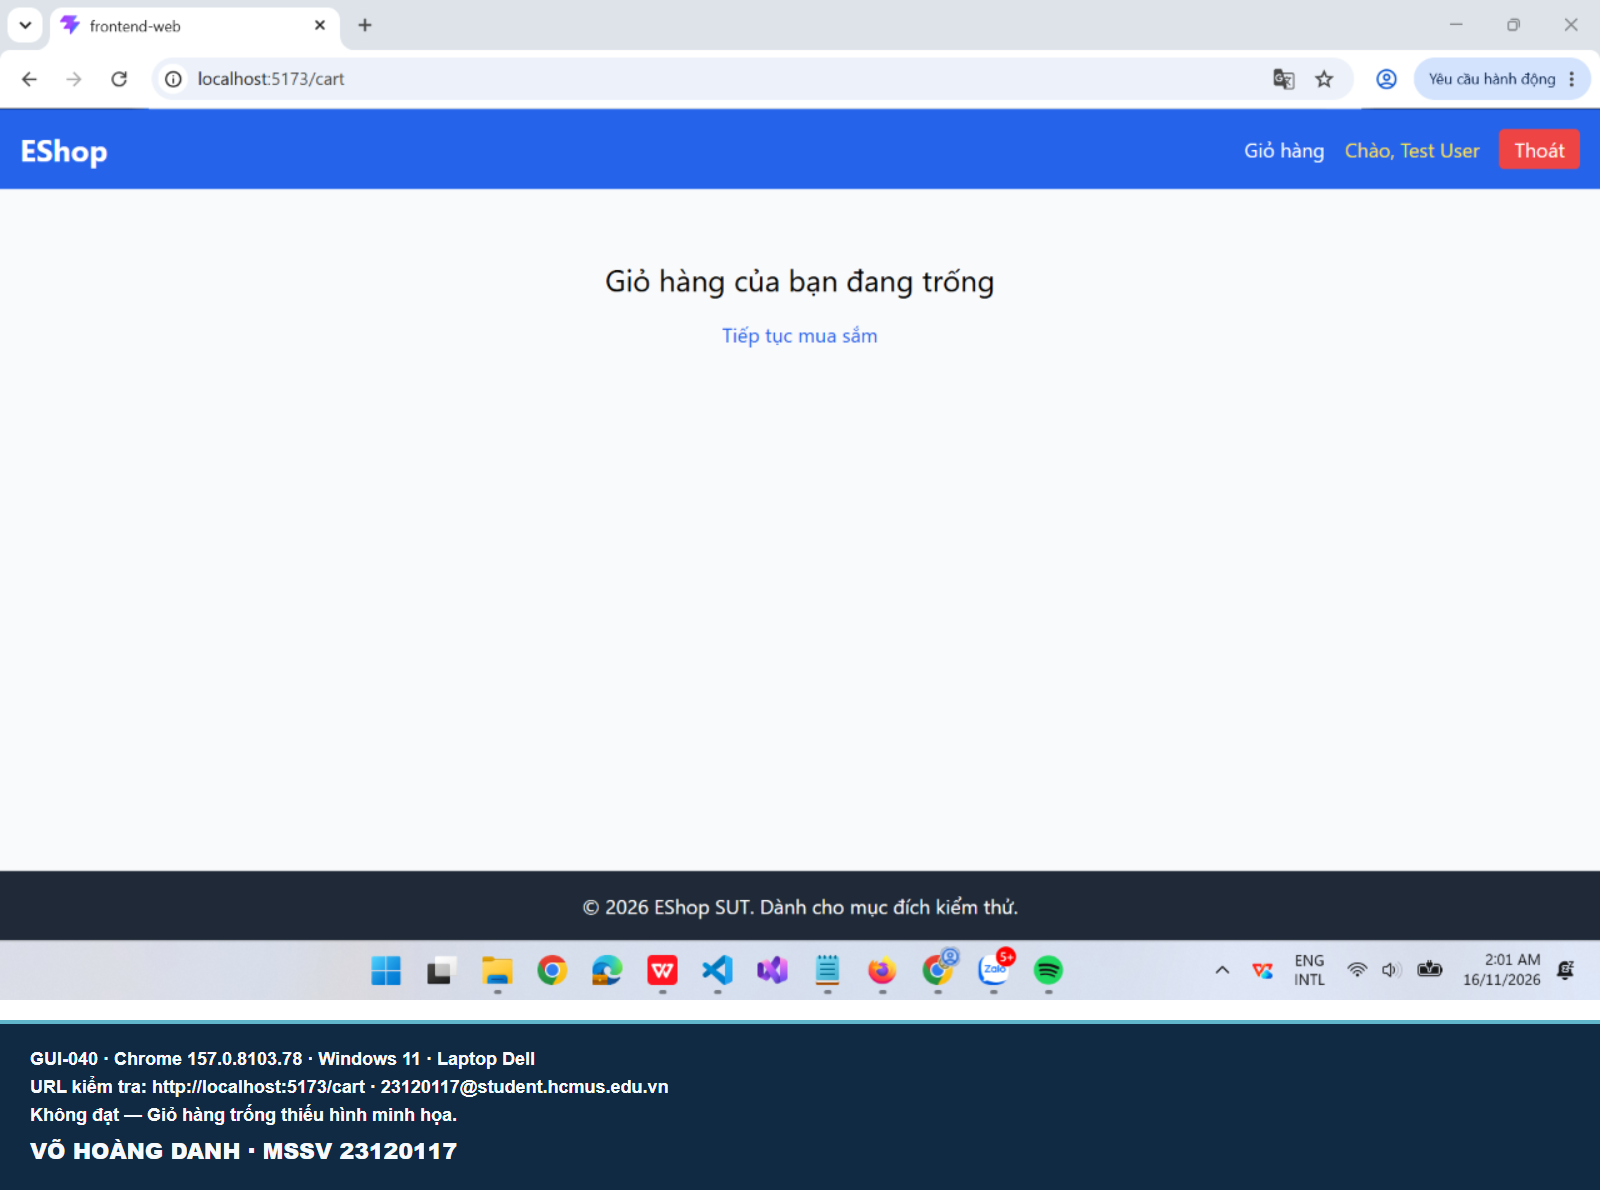 frontend-web
localhost:5173/cart
Yêu cầu hành động
EShop
Giỏ hàng
Chào, Test User
Thoát
Giỏ hàng của bạn đang trống
Tiếp tục mua sắm
© 2026 EShop SUT. Dành cho mục đích kiểm thử.
Zalo
5+
ENG
INTL
2:01 AM
16/11/2026
GUI-040 · Chrome 157.0.8103.78 · Windows 11 · Laptop Dell
URL kiểm tra: http://localhost:5173/cart · 23120117@student.hcmus.edu.vn
Không đạt — Giỏ hàng trống thiếu hình minh họa.
VÕ HOÀNG DANH · MSSV 23120117